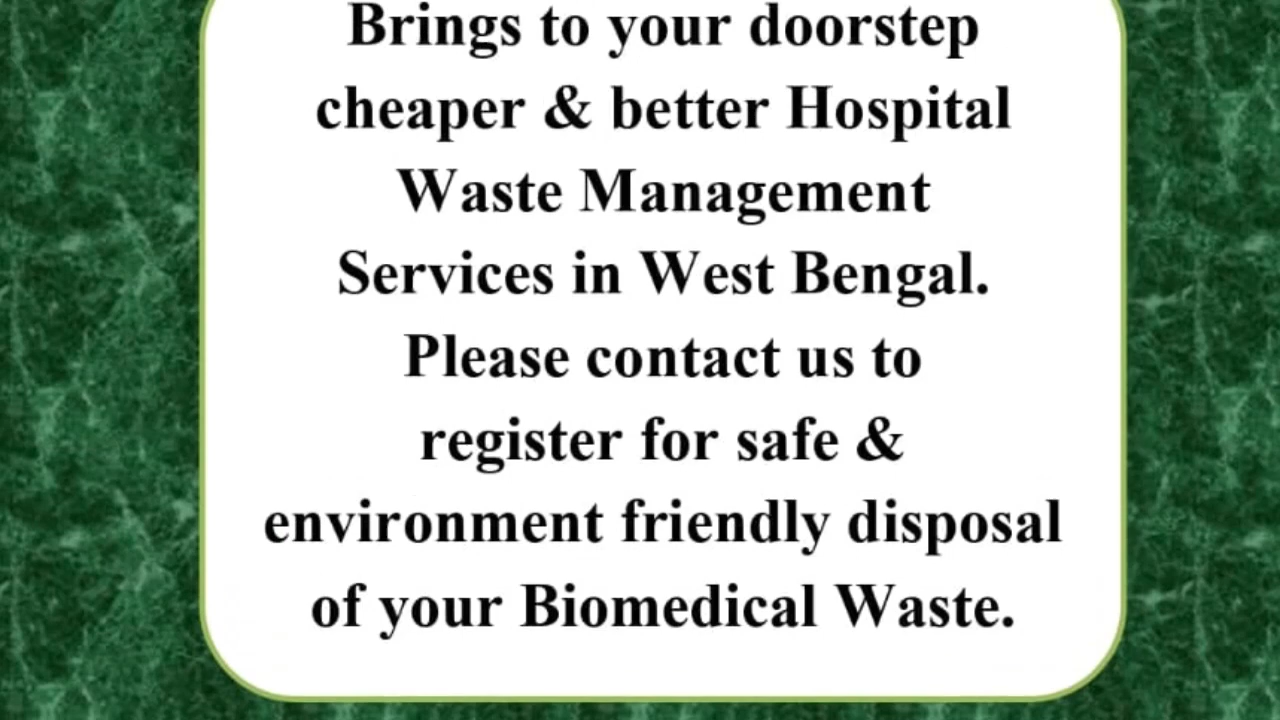 Brings to your doorstep
cheaper & better Hospital
Waste Management
Services in West Bengal.
Please contact us to
register for safe &
environment friendly disposal
of your Biomedical Waste.